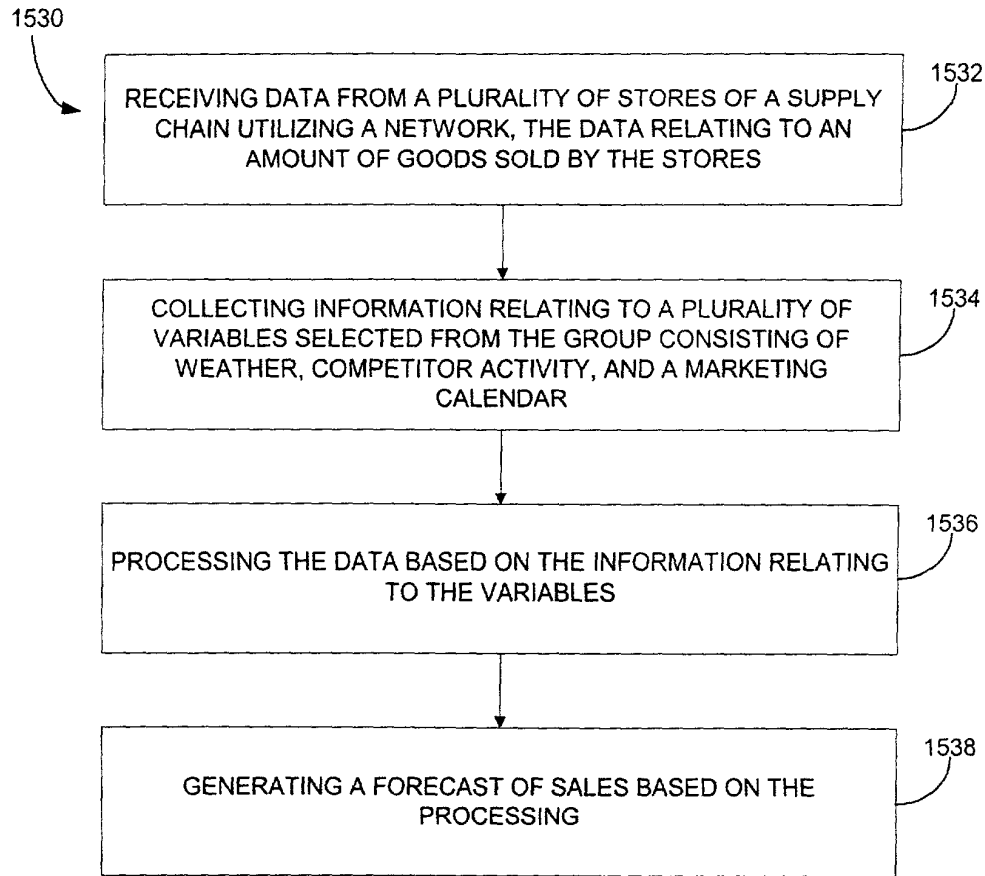 1530
1532
RECEIVING DATA FROM A PLURALITY OF STORES OF A SUPPLY
CHAIN UTILIZING A NETWORK, THE DATA RELATING TO AN
AMOUNT OF GOODS SOLD BY THE STORES
1534
COLLECTING INFORMATION RELATING TO A PLURALITY OF
VARIABLES SELECTED FROM THE GROUP CONSISTING OF
WEATHER, COMPETITOR ACTIVITY, AND A MARKETING
CALENDAR
1536
PROCESSING THE DATA BASED ON THE INFORMATION RELATING
TO THE VARIABLES
1538
GENERATING A FORECAST OF SALES BASED ON THE
PROCESSING